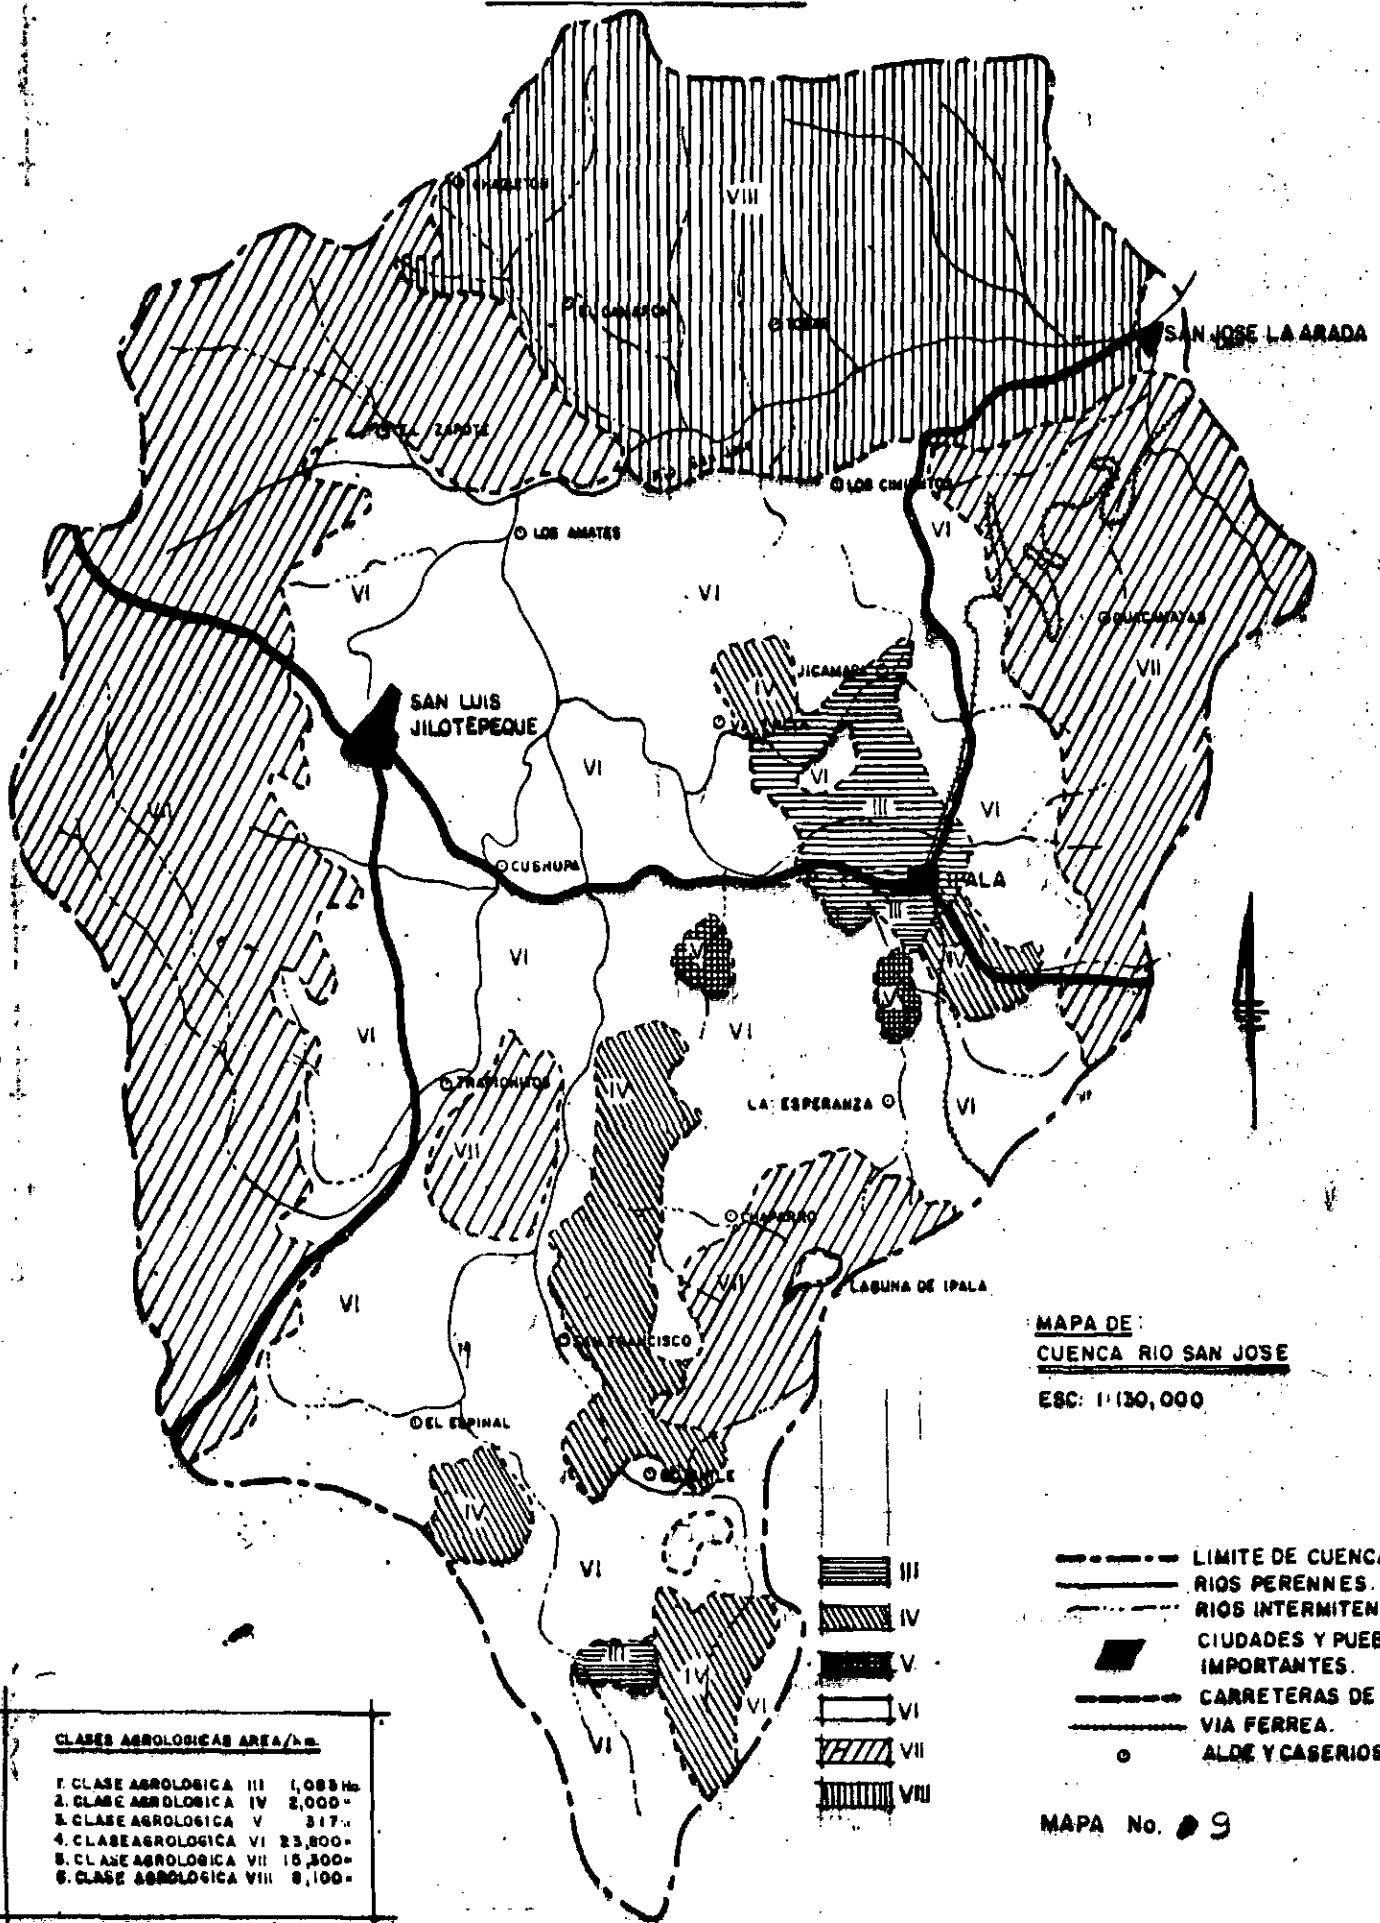 VIII
SAN JOSE LA ARADA
EL ZAPOTE
LOS CIMIENTOS
VI
LOS AMATES
VI
VI
VII
JICAMAPA
IV
SAN LUIS
JILOTEPEQUE
VI
VI
VI
III
VII
CUSHUPA
IPALA
III
VI
V
IV
V
VI
VI
LA ESPERANZA
VI
IV
VII
CHAPARRO
VII
LAGUNA DE IPALA
VI
SAN FRANCISCO
MAPA DE:
CUENCA RIO SAN JOSE
ESC: 1:130,000
EL ESPINAL
IV
VI
III
IV
VI
VI
III
IV
V
VI
VII
VIII
LIMITE DE CUENCA
RIOS PERENNES.
RIOS INTERMITEN
CIUDADES Y PUEB
IMPORTANTES.
CARRETERAS DE
VIA FERREA.
ALDE Y CASERIOS
MAPA No. 9
CLASES AGROLOGICAS AREA/
1. CLASE AGROLOGICA III 1,083 Ha
2. CLASE AGROLOGICA IV 2,000 "
3. CLASE AGROLOGICA V 317 "
4. CLASE AGROLOGICA VI 23,800 "
5. CLASE AGROLOGICA VII 15,300 "
6. CLASE AGROLOGICA VIII 8,100 "